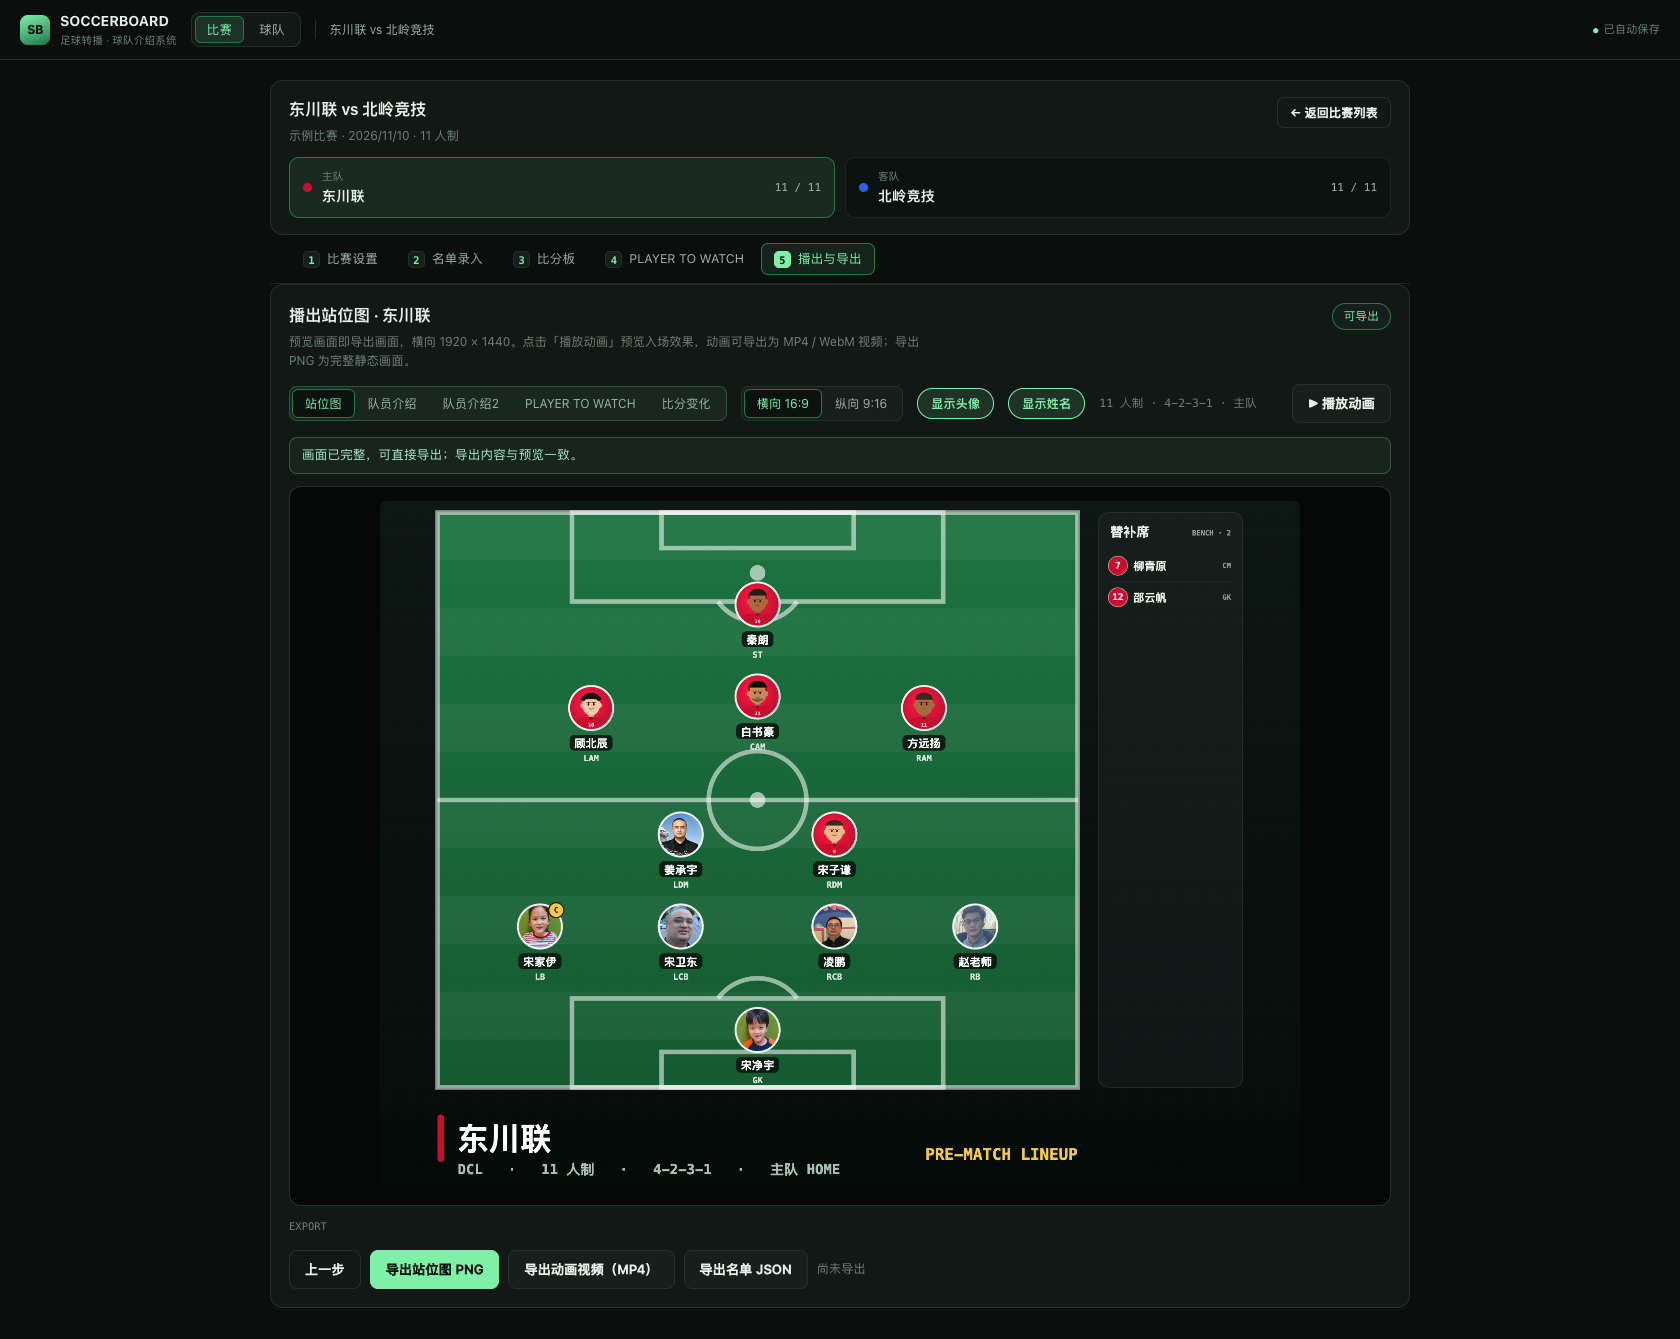 SB
SOCCERBOARD
足球转播 · 球队介绍系统
比赛
球队
东川联 vs 北岭竞技
已自动保存
东川联 vs 北岭竞技
示例比赛 · 2026/11/10 · 11 人制
← 返回比赛列表
主队
东川联
11 / 11
客队
北岭竞技
11 / 11
1 比赛设置
2 名单录入
3 比分板
4 PLAYER TO WATCH
5 播出与导出
播出站位图 · 东川联
可导出
预览画面即导出画面，横向 1920 × 1440。点击「播放动画」预览入场效果，动画可导出为 MP4 / WebM 视频；导出
PNG 为完整静态画面。
站位图
队员介绍
队员介绍2
PLAYER TO WATCH
比分变化
横向 16:9
纵向 9:16
显示头像
显示姓名
11 人制 · 4-2-3-1 · 主队
▶ 播放动画
画面已完整，可直接导出；导出内容与预览一致。
替补席
BENCH · 2
7 柳青原 CM
12 邵云帆 GK
秦朗
ST
10
顾北辰
LAM
白书豪
CAM
11
方远扬
RAM
姜承宇
LDM
宋子谦
RDM
C
宋家伊
LB
宋卫东
LCB
凌鹏
RCB
赵老师
RB
宋净宇
GK
东川联
DCL · 11 人制 · 4-2-3-1 · 主队 HOME
PRE-MATCH LINEUP
EXPORT
上一步
导出站位图 PNG
导出动画视频（MP4）
导出名单 JSON
尚未导出